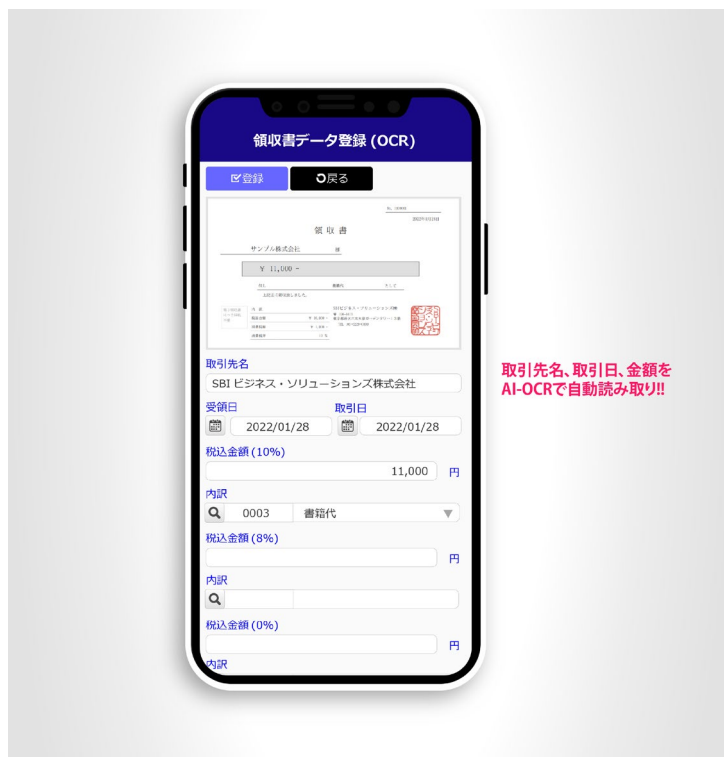 領収書データ登録 (OCR)
登録 戻る
領 収 書
サンプル株式会社 様
¥ 11,000 -
取引先名
SBI ビジネス・ソリューションズ株式会社
受領日 取引日
2022/01/28 2022/01/28
税込金額 (10%)
11,000 円
内訳
0003 書籍代
税込金額 (8%)
円
内訳
税込金額 (0%)
円
内訳
取引先名、取引日、金額を
AI-OCRで自動読み取り!!